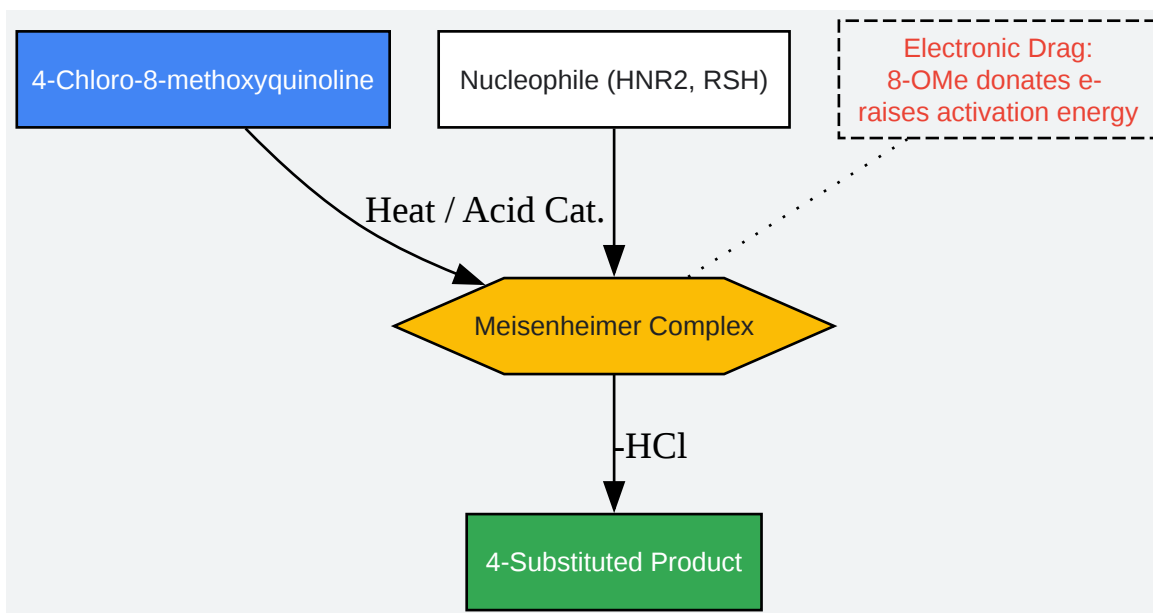 4-Chloro-8-methoxyquinoline
Nucleophile (HNR2, RSH)
Electronic Drag:
8-OMe donates e-
raises activation energy
Heat / Acid Cat.
Meisenheimer Complex
-HCl
4-Substituted Product